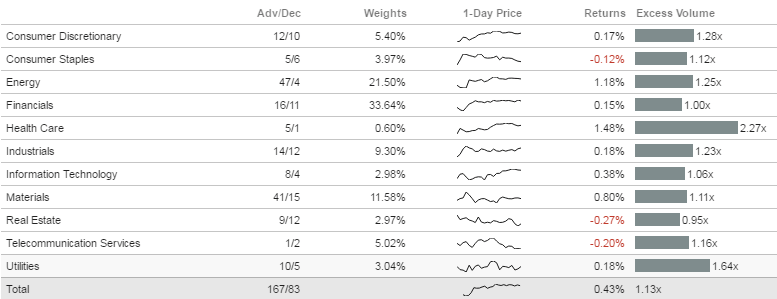 Adv/Dec Weights 1-Day Price Returns Excess Volume
Consumer Discretionary 12/10 5.40% 0.17% 1.28x
Consumer Staples 5/6 3.97% -0.12% 1.12x
Energy 47/4 21.50% 1.18% 1.25x
Financials 16/11 33.64% 0.15% 1.00x
Health Care 5/1 0.60% 1.48% 2.27x
Industrials 14/12 9.30% 0.18% 1.23x
Information Technology 8/4 2.98% 0.38% 1.06x
Materials 41/15 11.58% 0.80% 1.11x
Real Estate 9/12 2.97% -0.27% 0.95x
Telecommunication Services 1/2 5.02% -0.20% 1.16x
Utilities 10/5 3.04% 0.18% 1.64x
Total 167/83 0.43% 1.13x